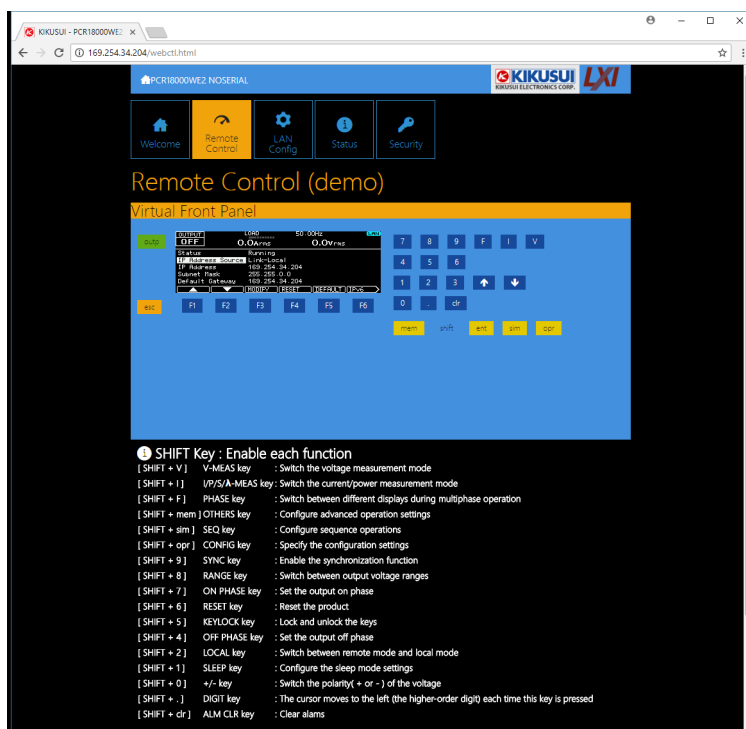 KIKUSUI - PCR18000WE2
169.254.34.204/webctl.html
PCR18000WE2 NOSERIAL
KIKUSUI
KIKUSUI ELECTRONICS CORP.
LXI
Welcome
Remote Control
LAN Config
Status
Security
Remote Control (demo)
Virtual Front Panel
outp
OUTPUT OFF
LOAD
50.00Hz
LAN
0.0Arms 0.0Vrms
Status Running
IP Address Source Link-Local
IP Address 169.254.34.204
Subnet Mask 255.255.0.0
Default Gateway 169.254.34.204
MODIFY RESET DEFAULT IPv6
7 8 9 F I V
4 5 6
1 2 3
esc F1 F2 F3 F4 F5 F6 0 . clr
mem shift ent sim opr
SHIFT Key : Enable each function
[ SHIFT + V ] V-MEAS key : Switch the voltage measurement mode
[ SHIFT + I ] I/P/S/λ-MEAS key : Switch the current/power measurement mode
[ SHIFT + F ] PHASE key : Switch between different displays during multiphase operation
[ SHIFT + mem ] OTHERS key : Configure advanced operation settings
[ SHIFT + sim ] SEQ key : Configure sequence operations
[ SHIFT + opr ] CONFIG key : Specify the configuration settings
[ SHIFT + 9 ] SYNC key : Enable the synchronization function
[ SHIFT + 8 ] RANGE key : Switch between output voltage ranges
[ SHIFT + 7 ] ON PHASE key : Set the output on phase
[ SHIFT + 6 ] RESET key : Reset the product
[ SHIFT + 5 ] KEYLOCK key : Lock and unlock the keys
[ SHIFT + 4 ] OFF PHASE key : Set the output off phase
[ SHIFT + 2 ] LOCAL key : Switch between remote mode and local mode
[ SHIFT + 1 ] SLEEP key : Configure the sleep mode settings
[ SHIFT + 0 ] +/- key : Switch the polarity( + or - ) of the voltage
[ SHIFT + . ] DIGIT key : The cursor moves to the left (the higher-order digit) each time this key is pressed
[ SHIFT + clr ] ALM CLR key : Clear alams